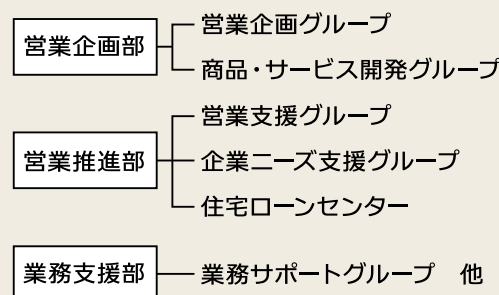 営業企画部
営業企画グループ
商品・サービス開発グループ
営業推進部
営業支援グループ
企業ニーズ支援グループ
住宅ローンセンター
業務支援部
業務サポートグループ　他